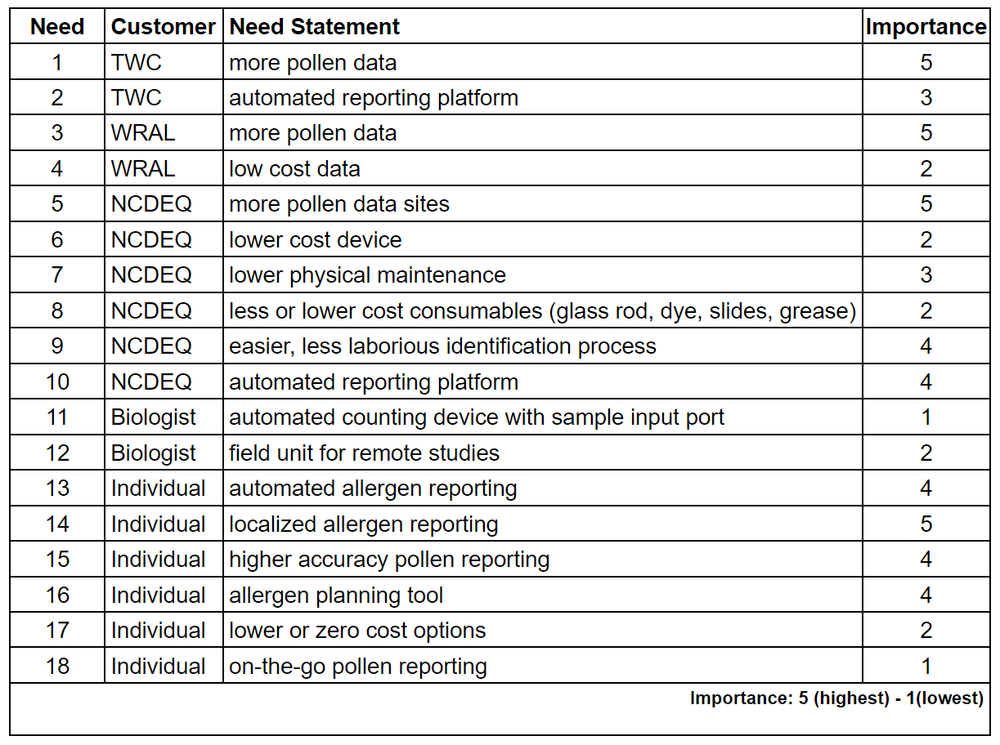 Need Customer Need Statement Importance
1 TWC more pollen data 5
2 TWC automated reporting platform 3
3 WRAL more pollen data 5
4 WRAL low cost data 2
5 NCDEQ more pollen data sites 5
6 NCDEQ lower cost device 2
7 NCDEQ lower physical maintenance 3
8 NCDEQ less or lower cost consumables (glass rod, dye, slides, grease) 2
9 NCDEQ easier, less laborious identification process 4
10 NCDEQ automated reporting platform 4
11 Biologist automated counting device with sample input port 1
12 Biologist field unit for remote studies 2
13 Individual automated allergen reporting 4
14 Individual localized allergen reporting 5
15 Individual higher accuracy pollen reporting 4
16 Individual allergen planning tool 4
17 Individual lower or zero cost options 2
18 Individual on-the-go pollen reporting 1
Importance: 5 (highest) - 1(lowest)